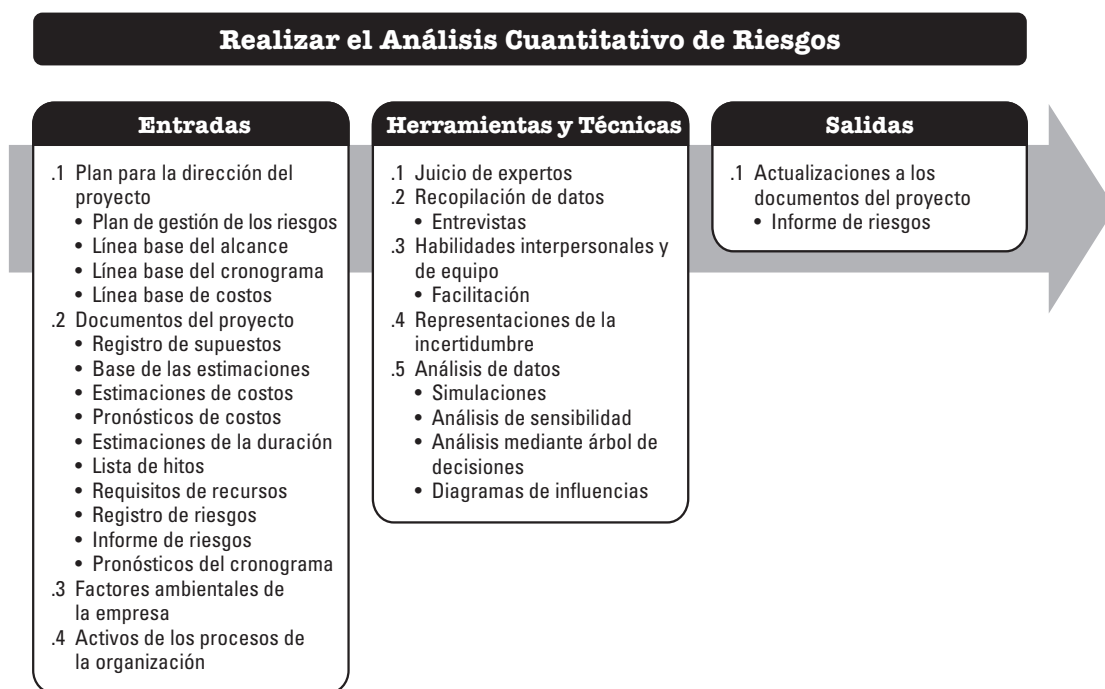 Realizar el Análisis Cuantitativo de Riesgos
Entradas
.1 Plan para la dirección del
proyecto
• Plan de gestión de los riesgos
• Línea base del alcance
• Línea base del cronograma
• Línea base de costos
.2 Documentos del proyecto
• Registro de supuestos
• Base de las estimaciones
• Estimaciones de costos
• Pronósticos de costos
• Estimaciones de la duración
• Lista de hitos
• Requisitos de recursos
• Registro de riesgos
• Informe de riesgos
• Pronósticos del cronograma
.3 Factores ambientales de
la empresa
.4 Activos de los procesos de
la organización
Herramientas y Técnicas
.1 Juicio de expertos
.2 Recopilación de datos
• Entrevistas
.3 Habilidades interpersonales y
de equipo
• Facilitación
.4 Representaciones de la
incertidumbre
.5 Análisis de datos
• Simulaciones
• Análisis de sensibilidad
• Análisis mediante árbol de
decisiones
• Diagramas de influencias
Salidas
.1 Actualizaciones a los
documentos del proyecto
• Informe de riesgos